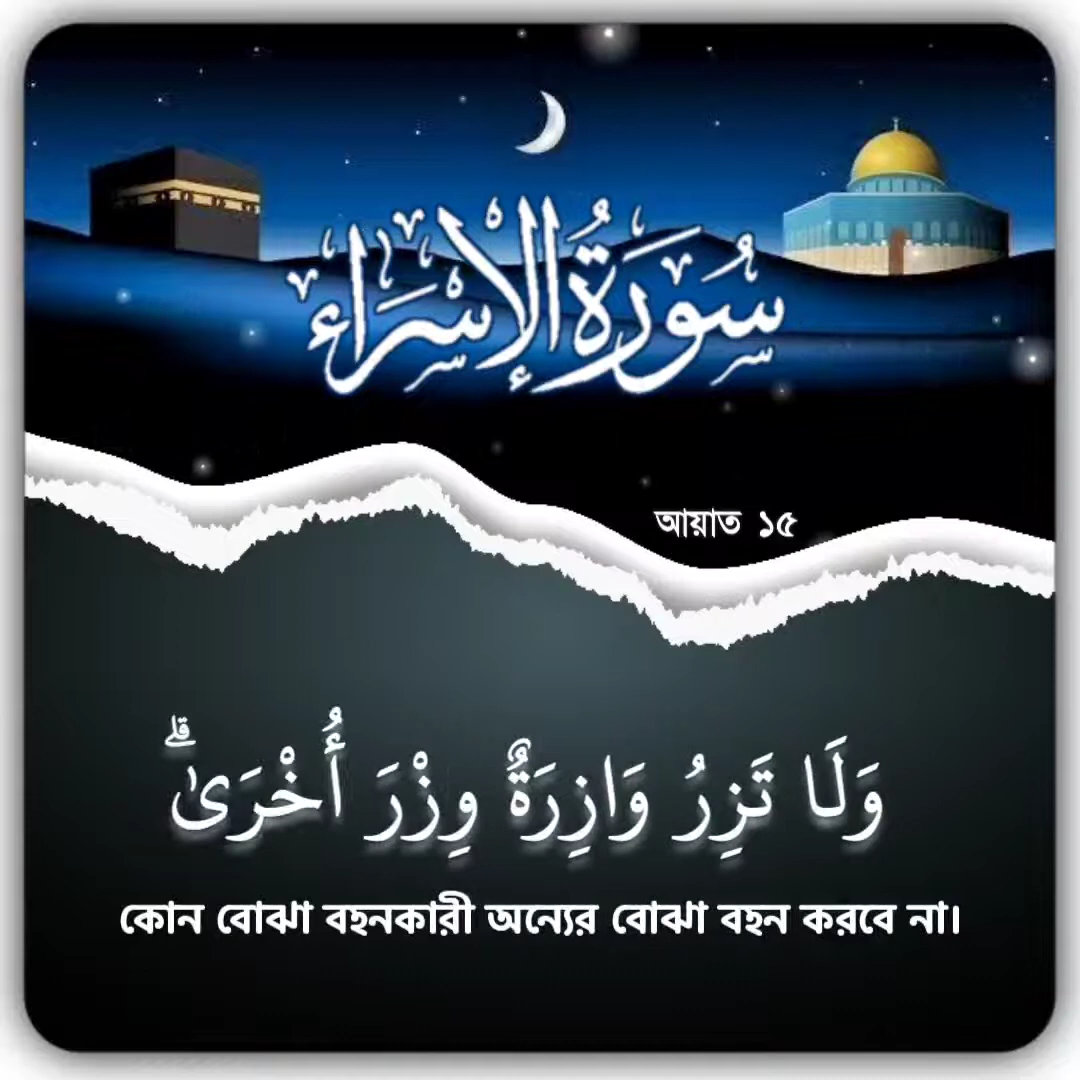 سُورَةُ الإِسْرَاء
আয়াত ১৫
وَلَا تَزِرُ وَازِرَةٌ وِزْرَ أُخْرَىٰ ۗ
কোন বোঝা বহনকারী অন্যের বোঝা বহন করবে না।